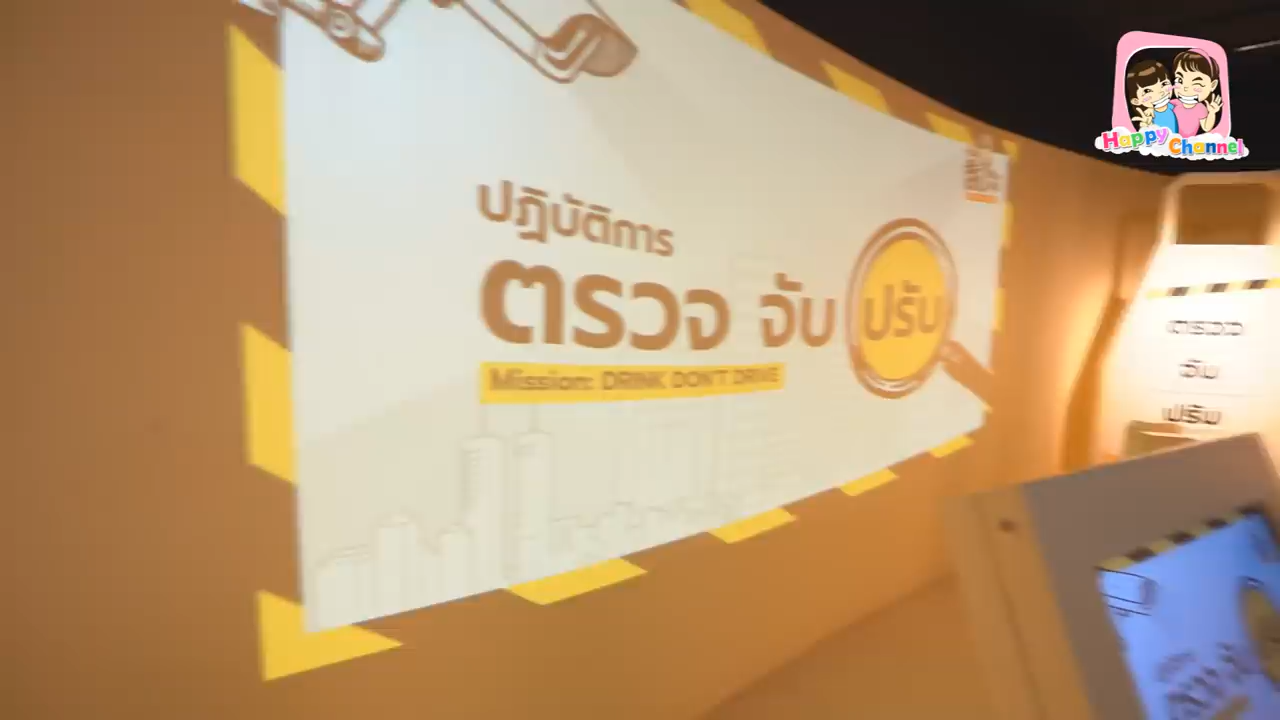 ปฏิบัติการ
ตรวจ จับ ปรับ
Mission: DRINK DON'T DRIVE
Happy Channel
ตรวจ
จับ
ปรับ